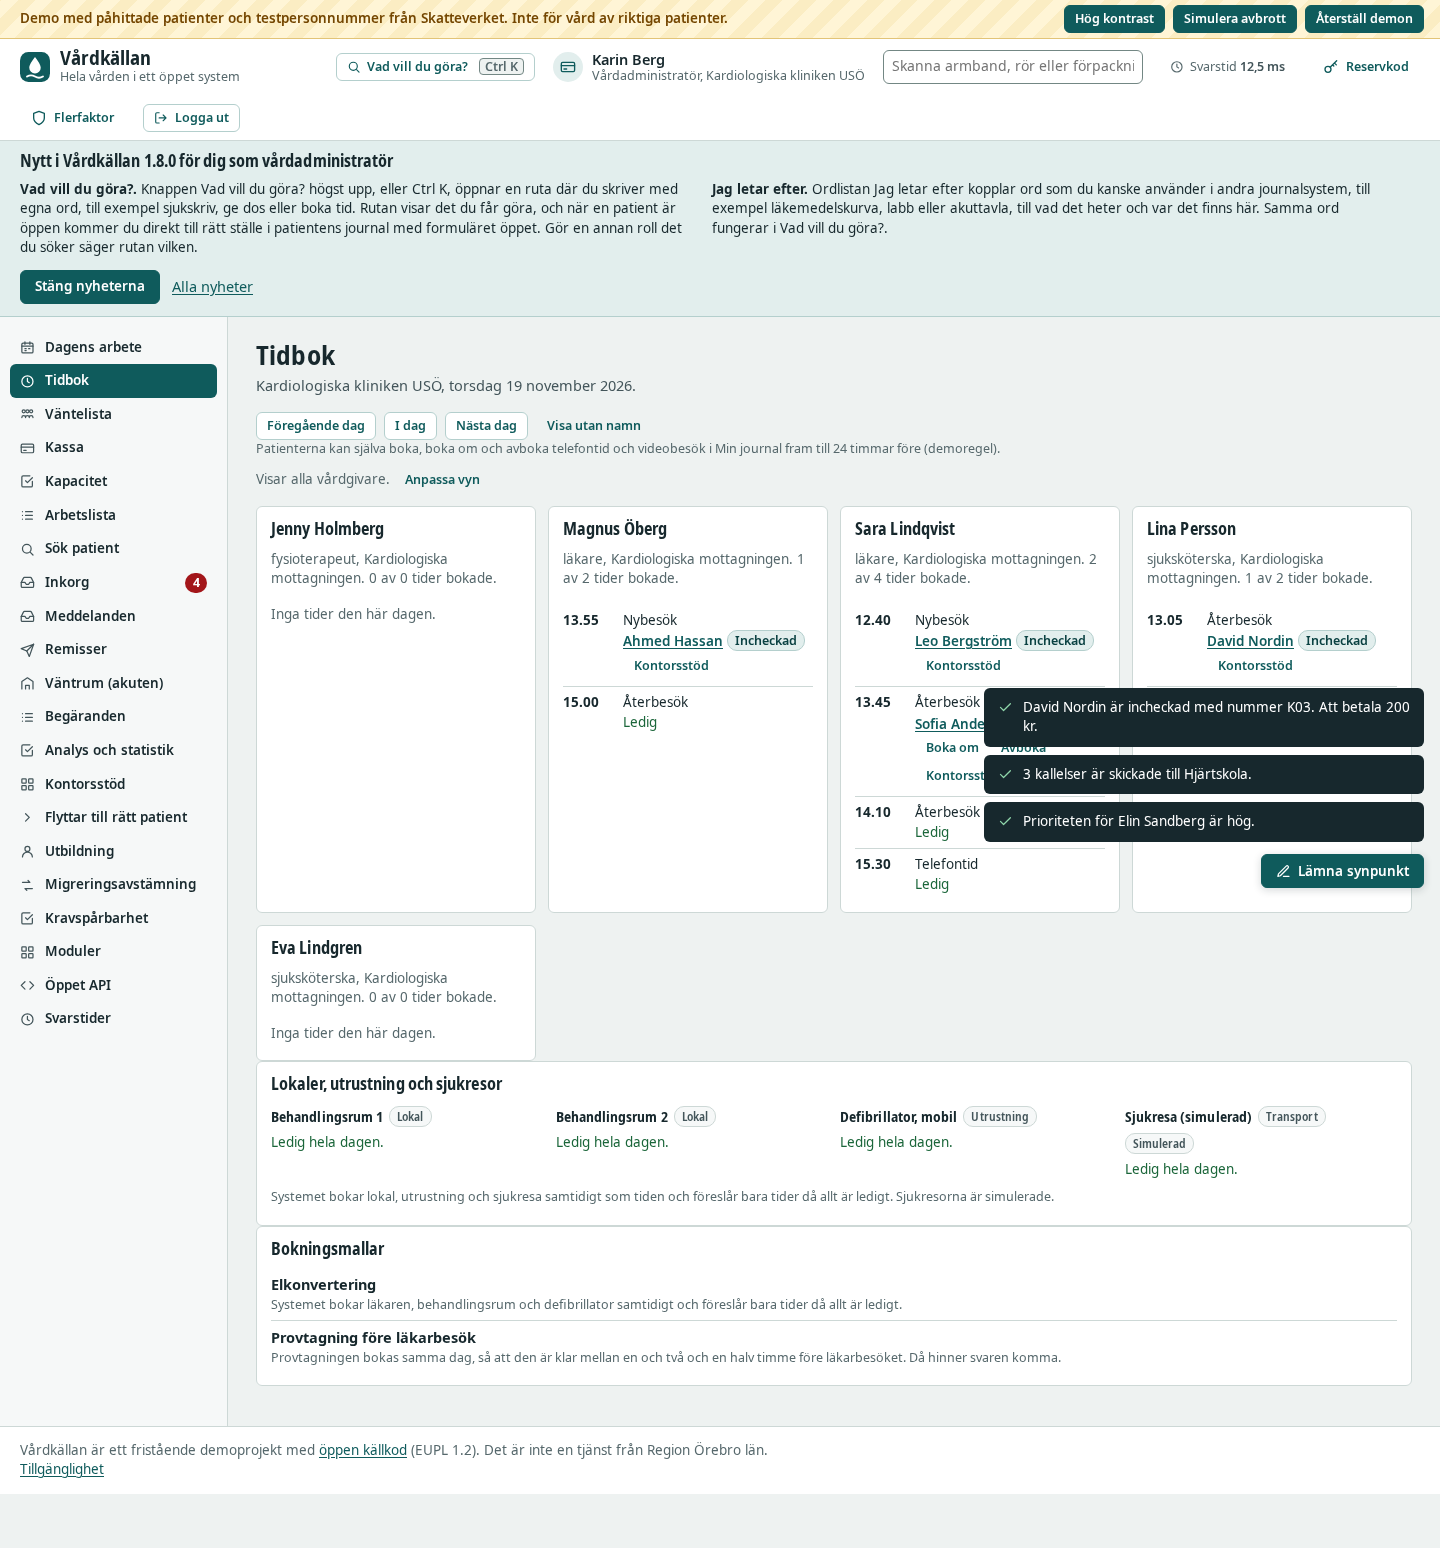 Demo med påhittade patienter och testpersonnummer från Skatteverket. Inte för vård av riktiga patienter.
Hög kontrast
Simulera avbrott
Återställ demon
Vårdkällan
Hela vården i ett öppet system
Vad vill du göra? Ctrl K
Karin Berg
Vårdadministratör, Kardiologiska kliniken USÖ
Skanna armband, rör eller förpackni
Svarstid 12,5 ms
Reservkod
Flerfaktor
Logga ut
Nytt i Vårdkällan 1.8.0 för dig som vårdadministratör
Vad vill du göra?. Knappen Vad vill du göra? högst upp, eller Ctrl K, öppnar en ruta där du skriver med
egna ord, till exempel sjukskriv, ge dos eller boka tid. Rutan visar det du får göra, och när en patient är
öppen kommer du direkt till rätt ställe i patientens journal med formuläret öppet. Gör en annan roll det
du söker säger rutan vilken.
Jag letar efter. Ordlistan Jag letar efter kopplar ord som du kanske använder i andra journalsystem, till
exempel läkemedelskurva, labb eller akuttavla, till vad det heter och var det finns här. Samma ord
fungerar i Vad vill du göra?.
Stäng nyheterna
Alla nyheter
Dagens arbete
Tidbok
Väntelista
Kassa
Kapacitet
Arbetslista
Sök patient
Inkorg 4
Meddelanden
Remisser
Väntrum (akuten)
Begäranden
Analys och statistik
Kontorsstöd
Flyttar till rätt patient
Utbildning
Migreringsavstämning
Kravspårbarhet
Moduler
Öppet API
Svarstider
Tidbok
Kardiologiska kliniken USÖ, torsdag 19 november 2026.
Föregående dag
I dag
Nästa dag
Visa utan namn
Patienterna kan själva boka, boka om och avboka telefontid och videobesök i Min journal fram till 24 timmar före (demoregel).
Visar alla vårdgivare. Anpassa vyn
Jenny Holmberg
fysioterapeut, Kardiologiska
mottagningen. 0 av 0 tider bokade.
Inga tider den här dagen.
Magnus Öberg
läkare, Kardiologiska mottagningen. 1
av 2 tider bokade.
13.55 Nybesök
Ahmed Hassan Incheckad
Kontorsstöd
15.00 Återbesök
Ledig
Sara Lindqvist
läkare, Kardiologiska mottagningen. 2
av 4 tider bokade.
12.40 Nybesök
Leo Bergström Incheckad
Kontorsstöd
13.45 Återbesök
Sofia Ande
Boka om Avboka
Kontorsst
14.10 Återbesök
Ledig
15.30 Telefontid
Ledig
Lina Persson
sjuksköterska, Kardiologiska
mottagningen. 1 av 2 tider bokade.
13.05 Återbesök
David Nordin Incheckad
Kontorsstöd
David Nordin är incheckad med nummer K03. Att betala 200
kr.
3 kallelser är skickade till Hjärtskola.
Prioriteten för Elin Sandberg är hög.
Lämna synpunkt
Eva Lindgren
sjuksköterska, Kardiologiska
mottagningen. 0 av 0 tider bokade.
Inga tider den här dagen.
Lokaler, utrustning och sjukresor
Behandlingsrum 1 Lokal
Ledig hela dagen.
Behandlingsrum 2 Lokal
Ledig hela dagen.
Defibrillator, mobil Utrustning
Ledig hela dagen.
Sjukresa (simulerad) Transport
Simulerad
Ledig hela dagen.
Systemet bokar lokal, utrustning och sjukresa samtidigt som tiden och föreslår bara tider då allt är ledigt. Sjukresorna är simulerade.
Bokningsmallar
Elkonvertering
Systemet bokar läkaren, behandlingsrum och defibrillator samtidigt och föreslår bara tider då allt är ledigt.
Provtagning före läkarbesök
Provtagningen bokas samma dag, så att den är klar mellan en och två och en halv timme före läkarbesöket. Då hinner svaren komma.
Vårdkällan är ett fristående demoprojekt med öppen källkod (EUPL 1.2). Det är inte en tjänst från Region Örebro län.
Tillgänglighet